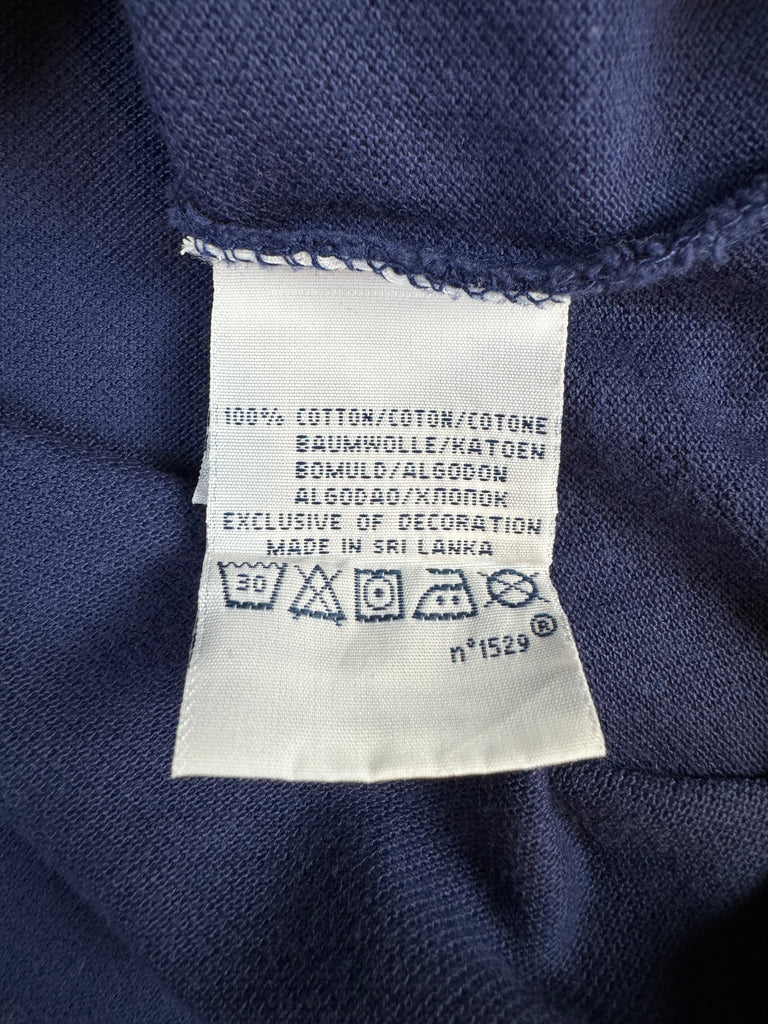 100% COTTON/COTON/COTONE
BAUMWOLLE/KATOEN
BOMULD/ALGODON
ALGODAO/ХЛОПОК
EXCLUSIVE OF DECORATION
MADE IN SRI LANKA
30
n°1529®